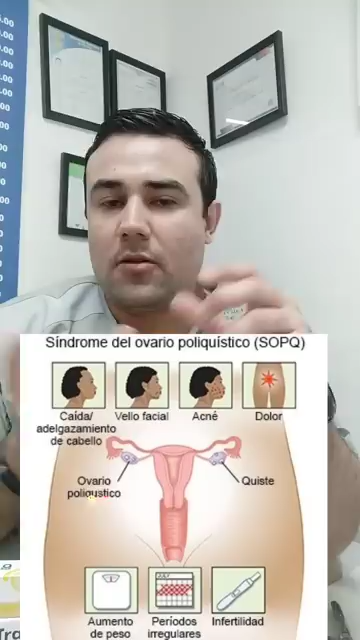 Síndrome del ovario poliquístico (SOPQ)
Caída/
adelgazamiento
de cabello
Vello facial
Acné
Dolor
Ovario
poliquístico
Quiste
Aumento
de peso
Períodos
irregulares
Infertilidad